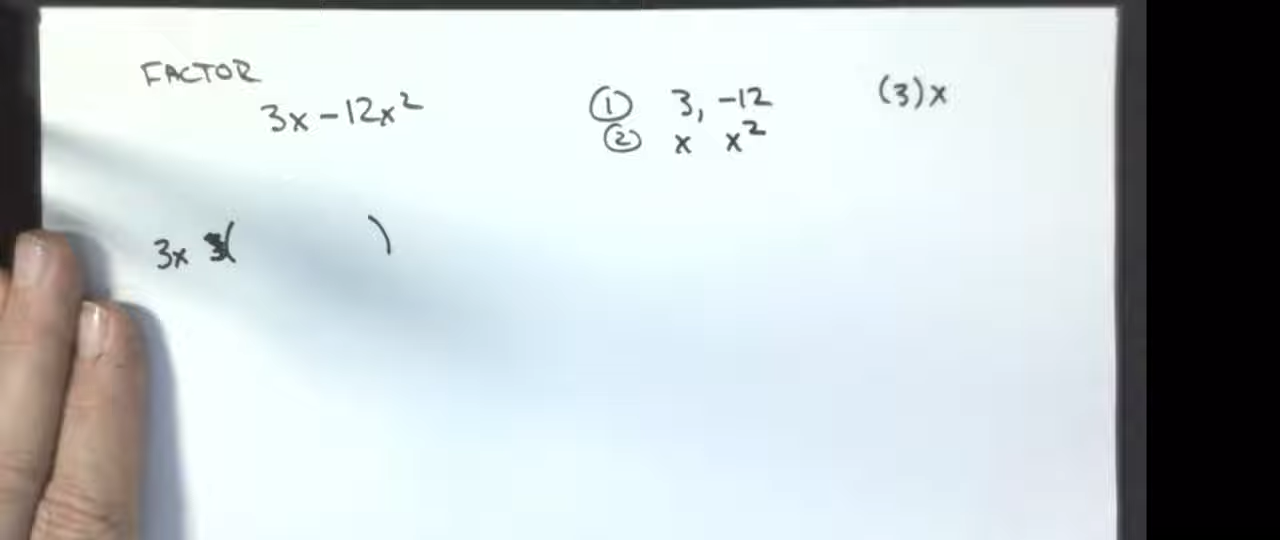 FACTOR
3x - 12x²
① 3, -12
② x x²
(3)x
3x ( )